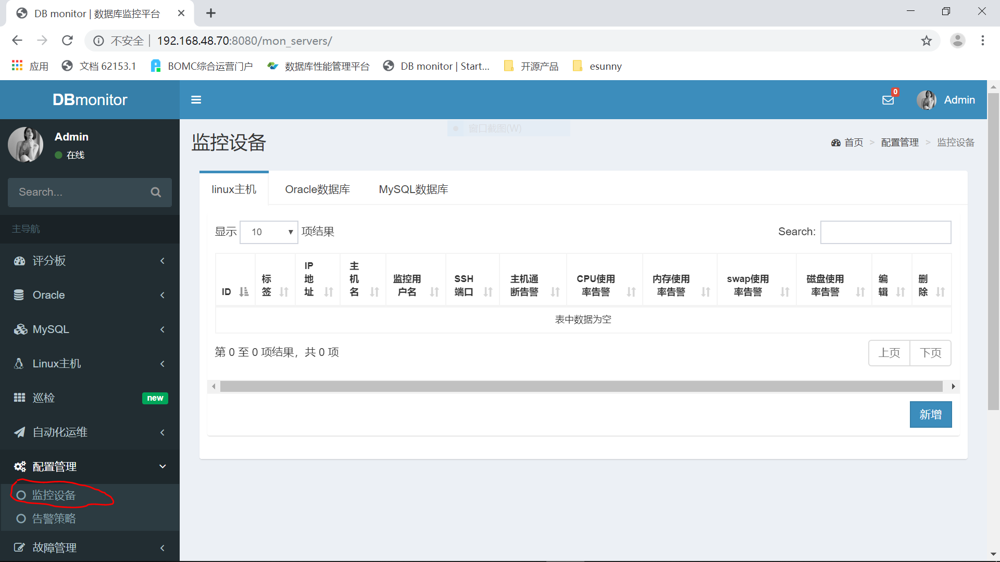 DB monitor | 数据库监控平台
不安全 | 192.168.48.70:8080/mon_servers/
应用 文档 62153.1 BOMC综合运营门户 数据库性能管理平台 DB monitor | Start... 开源产品 esunny
DBmonitor
0
Admin
Admin
在线
窗口截图(W)
监控设备
首页 > 配置管理 > 监控设备
Search...
主导航
评分板
Oracle
MySQL
Linux主机
巡检 new
自动化运维
配置管理
监控设备
告警策略
故障管理
linux主机 Oracle数据库 MySQL数据库
显示 10 项结果
Search:
ID 标签 IP地址 主机名 监控用户名 SSH端口 主机通断告警 CPU使用率告警 内存使用率告警 swap使用率告警 磁盘使用率告警 编辑 删除
表中数据为空
第 0 至 0 项结果，共 0 项
上页 下页
新增